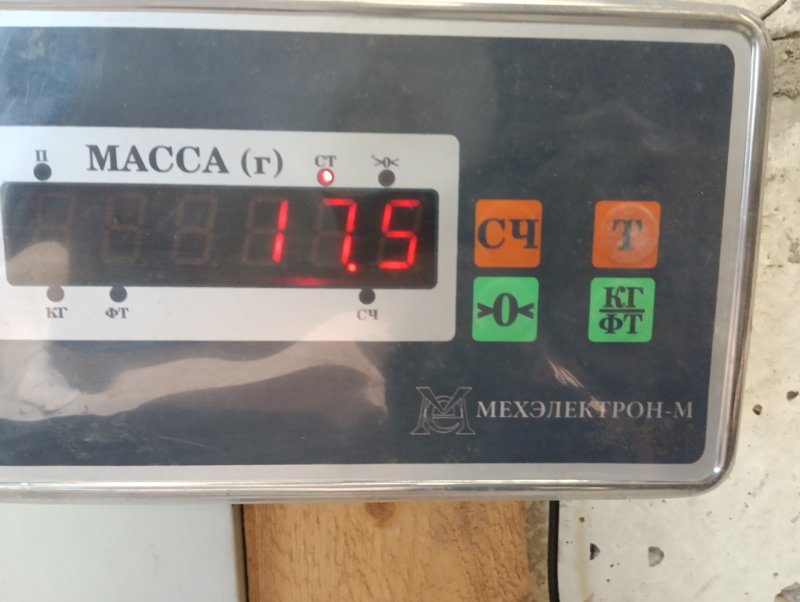 П МАССА (г) СТ >0<
17.5
КГ ФТ СЧ
СЧ Т
>0< КГ/ФТ
МЕХЭЛЕКТРОН-М